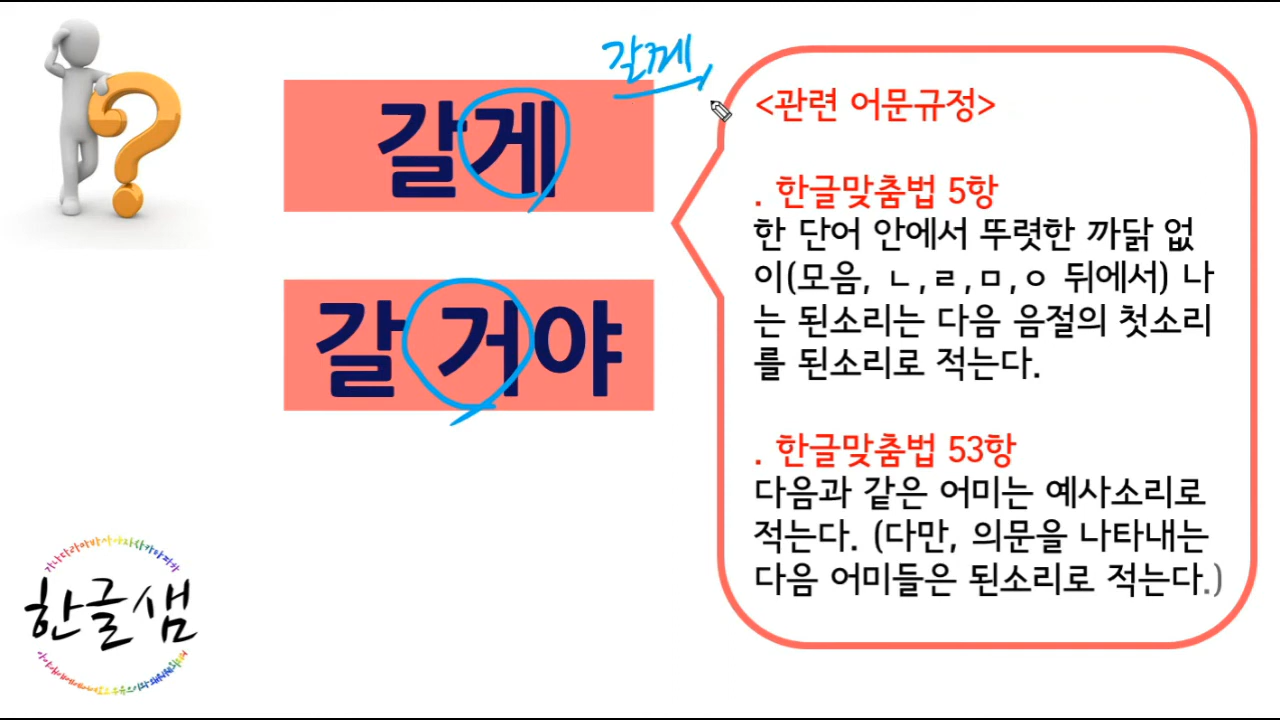 갈께
갈게
갈 거야
<관련 어문규정>
. 한글맞춤법 5항
한 단어 안에서 뚜렷한 까닭 없
이(모음, ㄴ,ㄹ,ㅁ,ㅇ 뒤에서) 나
는 된소리는 다음 음절의 첫소리
를 된소리로 적는다.
. 한글맞춤법 53항
다음과 같은 어미는 예사소리로
적는다. (다만, 의문을 나타내는
다음 어미들은 된소리로 적는다.)
한글샘